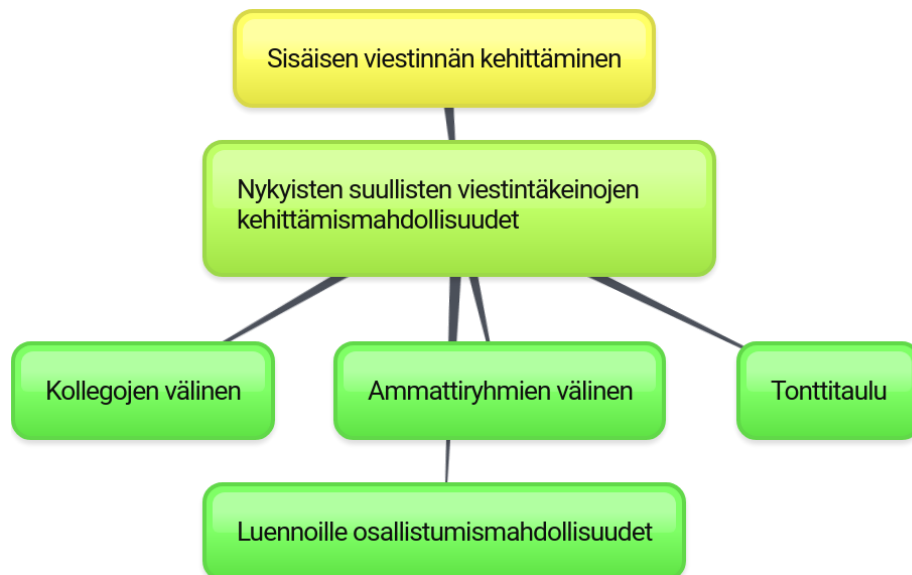 Sisäisen viestinnän kehittäminen
Nykyisten suullisten viestintäkeinojen
kehittämismahdollisuudet
Kollegojen välinen
Ammattiryhmien välinen
Tonttitaulu
Luennoille osallistumismahdollisuudet